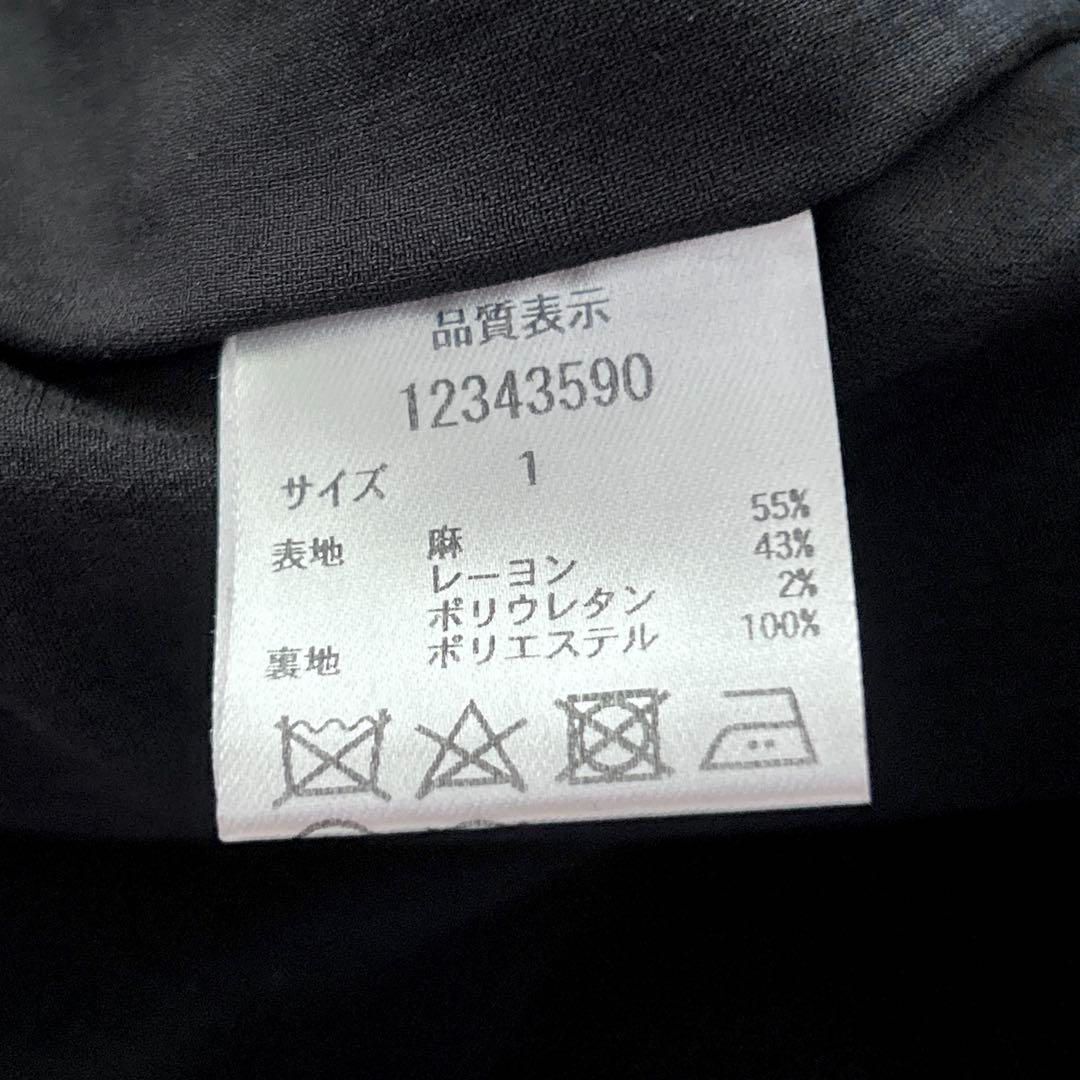 品質表示
12343590
サイズ 1
表地 麻 55%
レーヨン 43%
ポリウレタン 2%
裏地 ポリエステル 100%